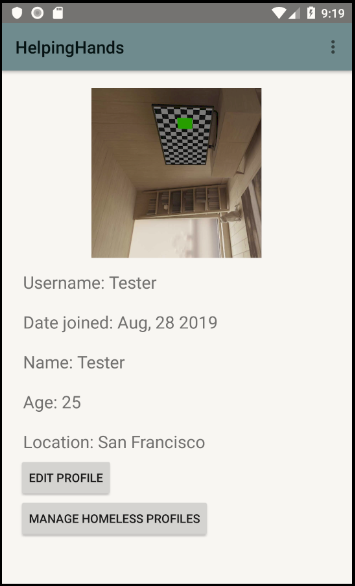 9:19
HelpingHands
Username: Tester
Date joined: Aug, 28 2019
Name: Tester
Age: 25
Location: San Francisco
EDIT PROFILE
MANAGE HOMELESS PROFILES